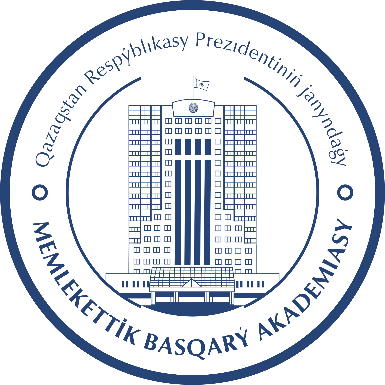 Qazaqstan Respýblıkasy Prezıdentiniń janyndaǵy
MEMLEKETTİK BASQARÝ AKADEMIASY